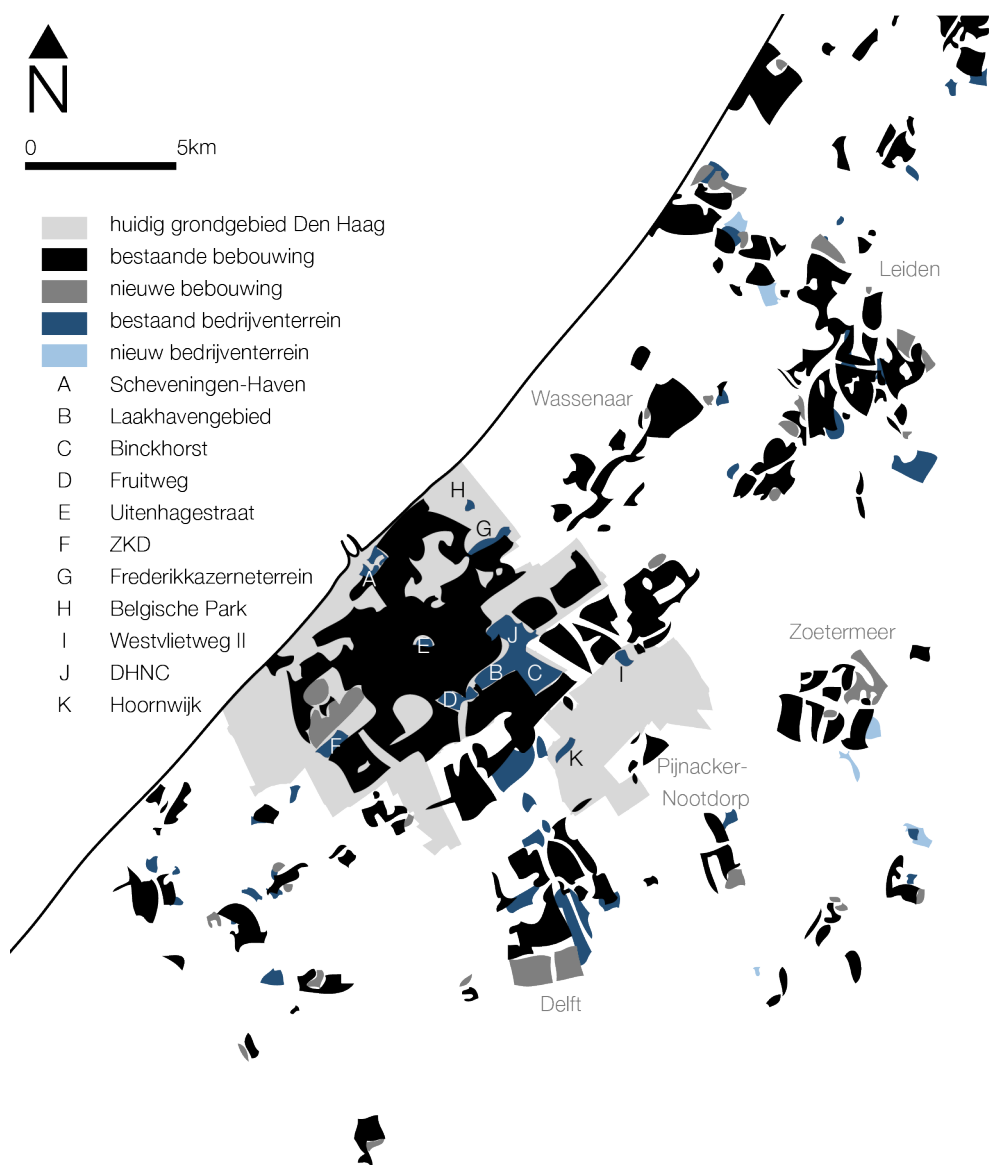 N
0 5km
huidig grondgebied Den Haag
bestaande bebouwing
nieuwe bebouwing
bestaand bedrijventerrein
nieuw bedrijventerrein
A Scheveningen-Haven
B Laakhavengebied
C Binckhorst
D Fruitweg
E Uitenhagestraat
F ZKD
G Frederikkazerneterrein
H Belgische Park
I Westvlietweg II
J DHNC
K Hoornwijk
Leiden
Wassenaar
H
G
A
Zoetermeer
J
E
B C I
D
F
K
Pijnacker-
Nootdorp
Delft